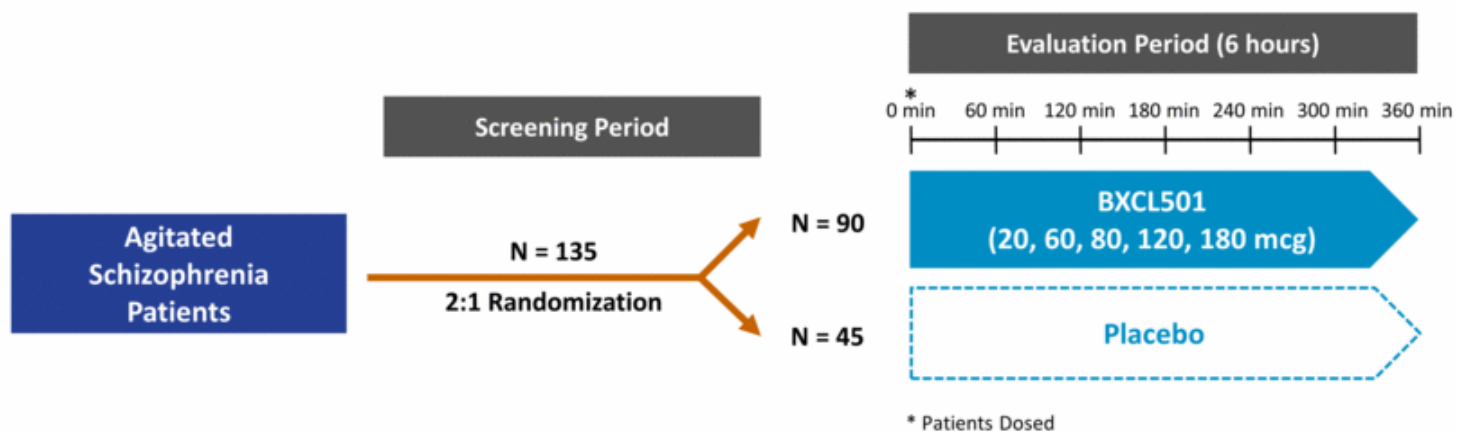 Evaluation Period (6 hours)
*
0 min 60 min 120 min 180 min 240 min 300 min 360 min
Screening Period
Agitated
Schizophrenia
Patients
N = 135
2:1 Randomization
N = 90
N = 45
BXCL501
(20, 60, 80, 120, 180 mcg)
Placebo
* Patients Dosed